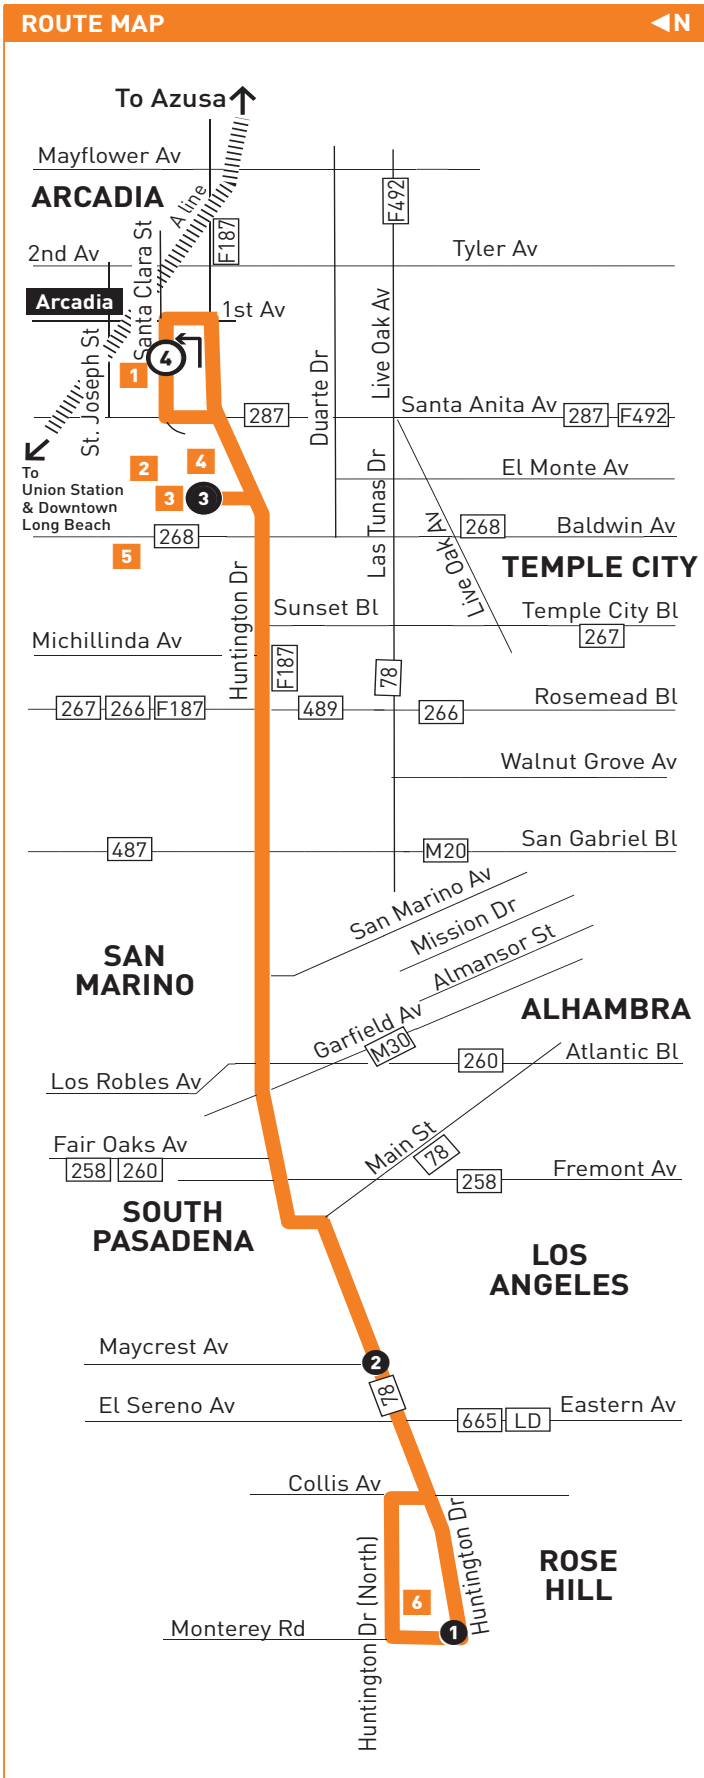 ROUTE MAP
N
To Azusa
Mayflower Av
ARCADIA
A line
F492
Santa Clara St
F187
2nd Av
Tyler Av
Arcadia
1st Av
Live Oak Av
4
St. Joseph St
Duarte Dr
1
287
Santa Anita Av
287
F492
To
Union Station
& Downtown
Long Beach
2
4
3
3
El Monte Av
Las Tunas Dr
Live Oak Av
268
268
Baldwin Av
5
TEMPLE CITY
Huntington Dr
Sunset Bl
Temple City Bl
267
Michillinda Av
F187
78
267
266
F187
489
266
Rosemead Bl
Walnut Grove Av
487
M20
San Gabriel Bl
San Marino Av
Mission Dr
Almansor St
SAN
MARINO
Garfield Av
M30
ALHAMBRA
Los Robles Av
260
Atlantic Bl
Fair Oaks Av
258
260
Main St
78
258
Fremont Av
SOUTH
PASADENA
LOS
ANGELES
Maycrest Av
2
78
El Sereno Av
665
LD
Eastern Av
Collis Av
Huntington Dr
ROSE
HILL
Huntington Dr (North)
6
Monterey Rd
1